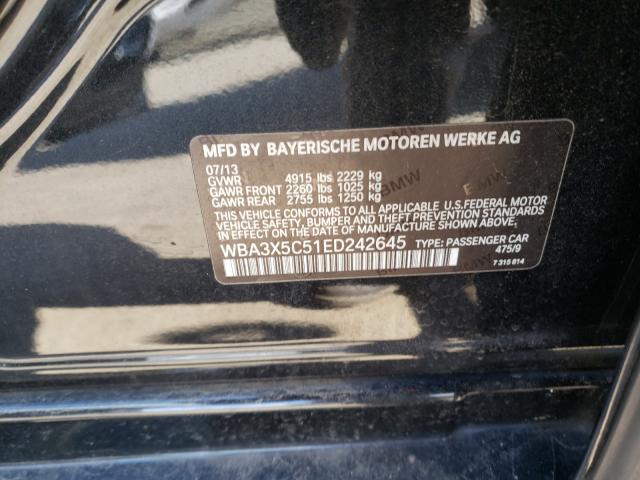 MFD BY BAYERISCHE MOTOREN WERKE AG
07/13
GVWR 4915 lbs 2229 kg
GAWR FRONT 2260 lbs 1025 kg
GAWR REAR 2755 lbs 1250 kg
THIS VEHICLE CONFORMS TO ALL APPLICABLE U.S. FEDERAL MOTOR
VEHICLE SAFETY, BUMPER AND THEFT PREVENTION STANDARDS
IN EFFECT ON THE DATE OF MANUFACTURE SHOWN ABOVE.
WBA3X5C51ED242645 TYPE: PASSENGER CAR
475/9
7 315 814
BMW